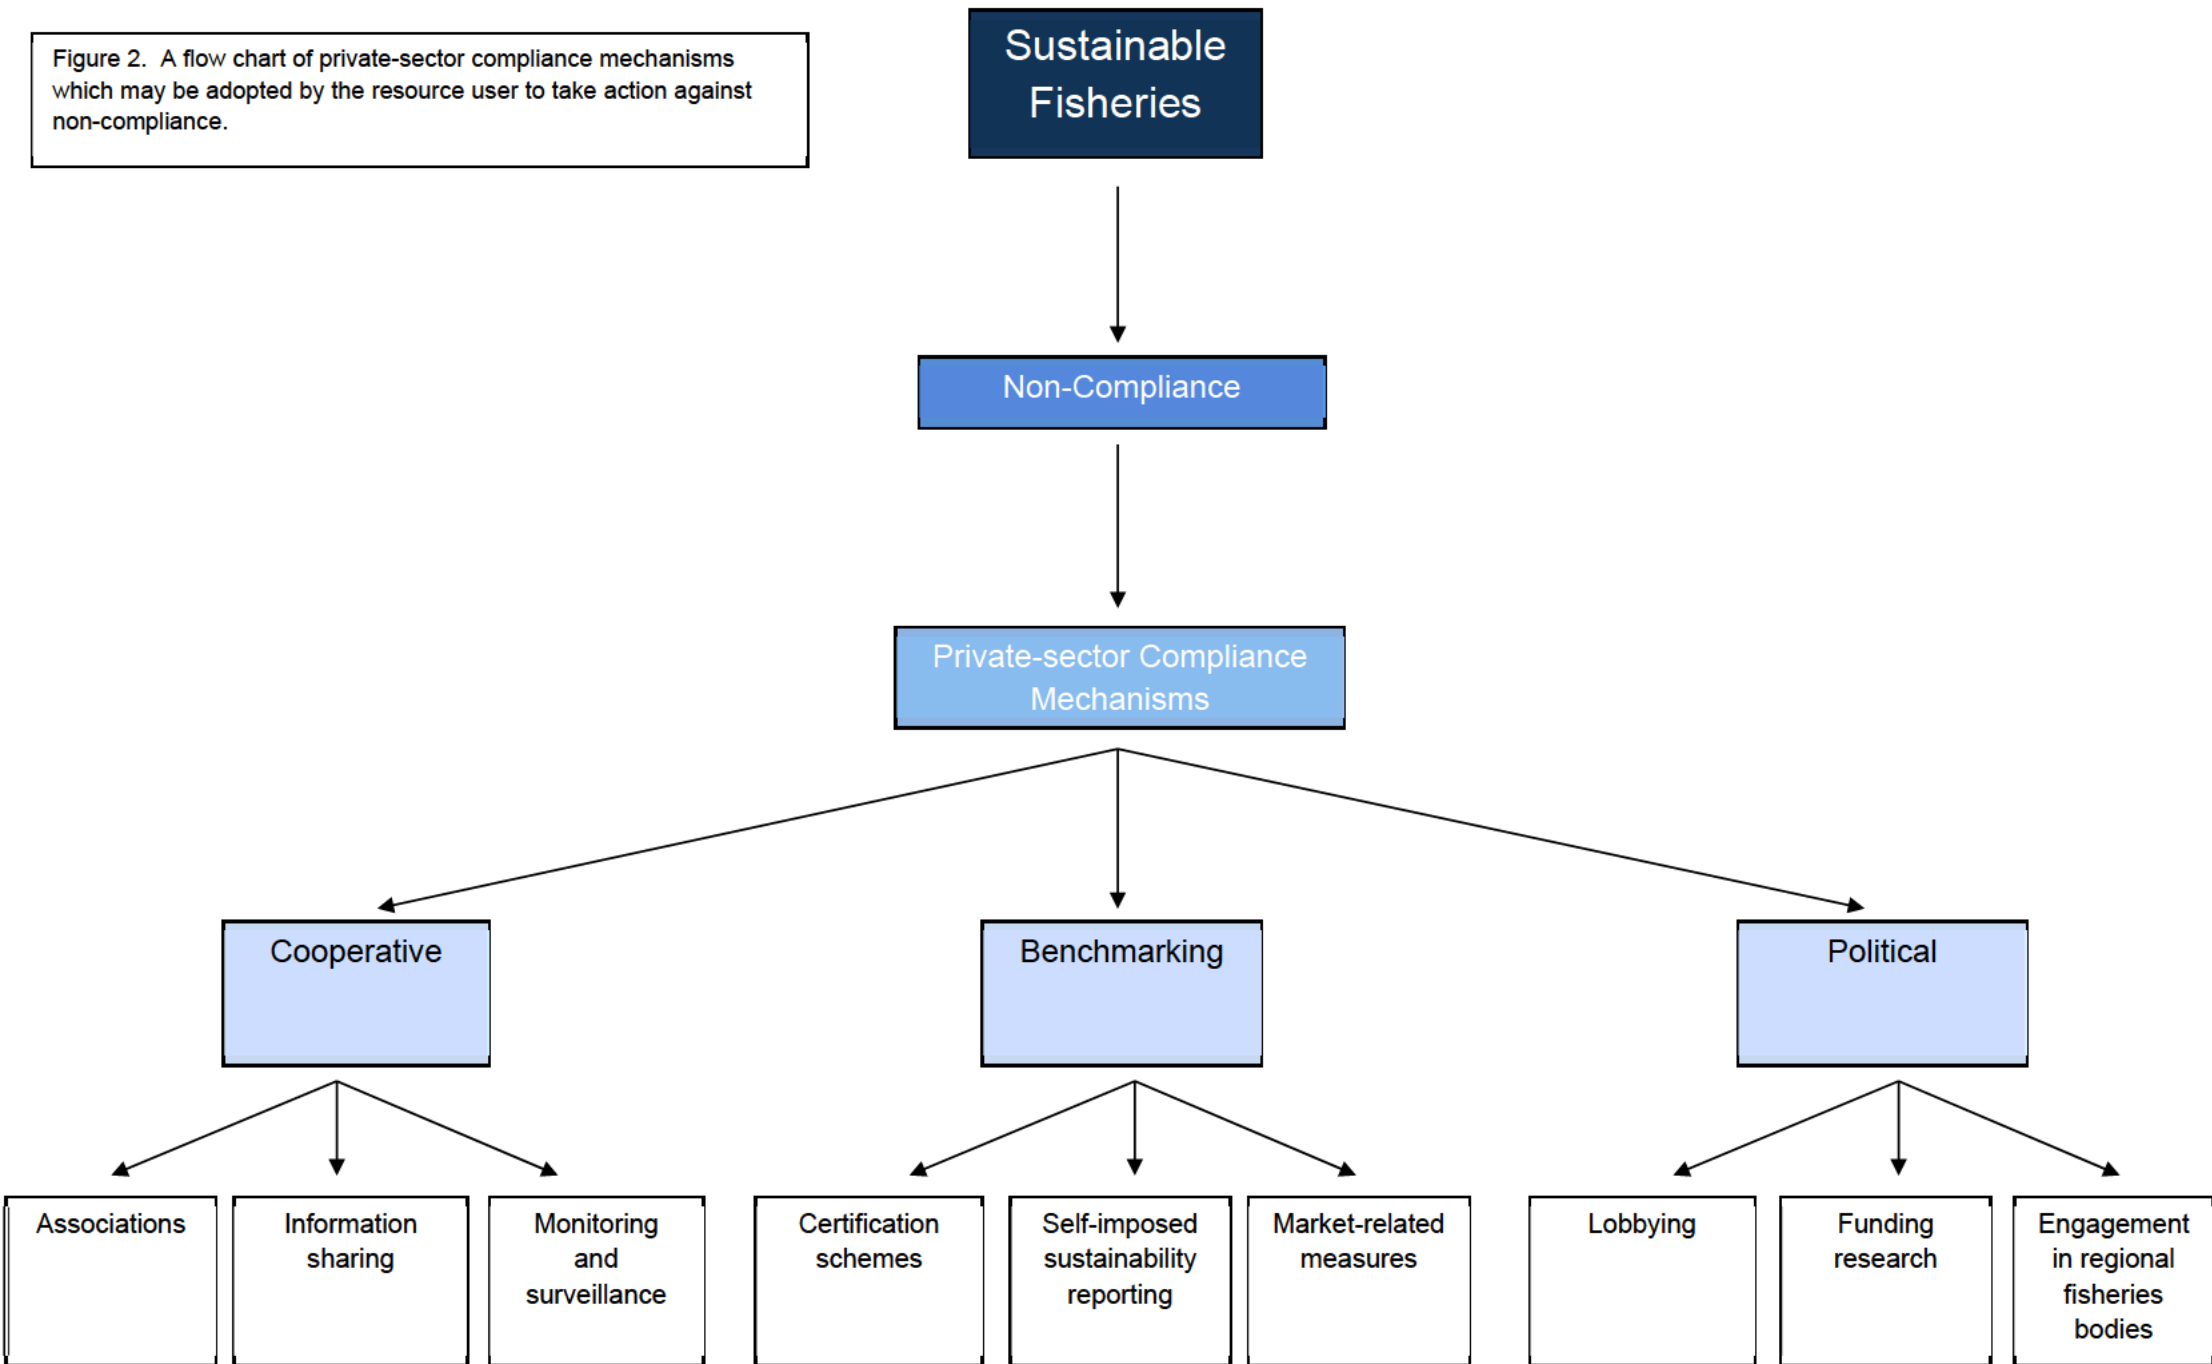 Figure 2. A flow chart of private-sector compliance mechanisms
which may be adopted by the resource user to take action against
non-compliance.
Sustainable
Fisheries
Non-Compliance
Private-sector Compliance
Mechanisms
Cooperative
Benchmarking
Political
Associations
Information
sharing
Monitoring
and
surveillance
Certification
schemes
Self-imposed
sustainability
reporting
Market-related
measures
Lobbying
Funding
research
Engagement
in regional
fisheries
bodies